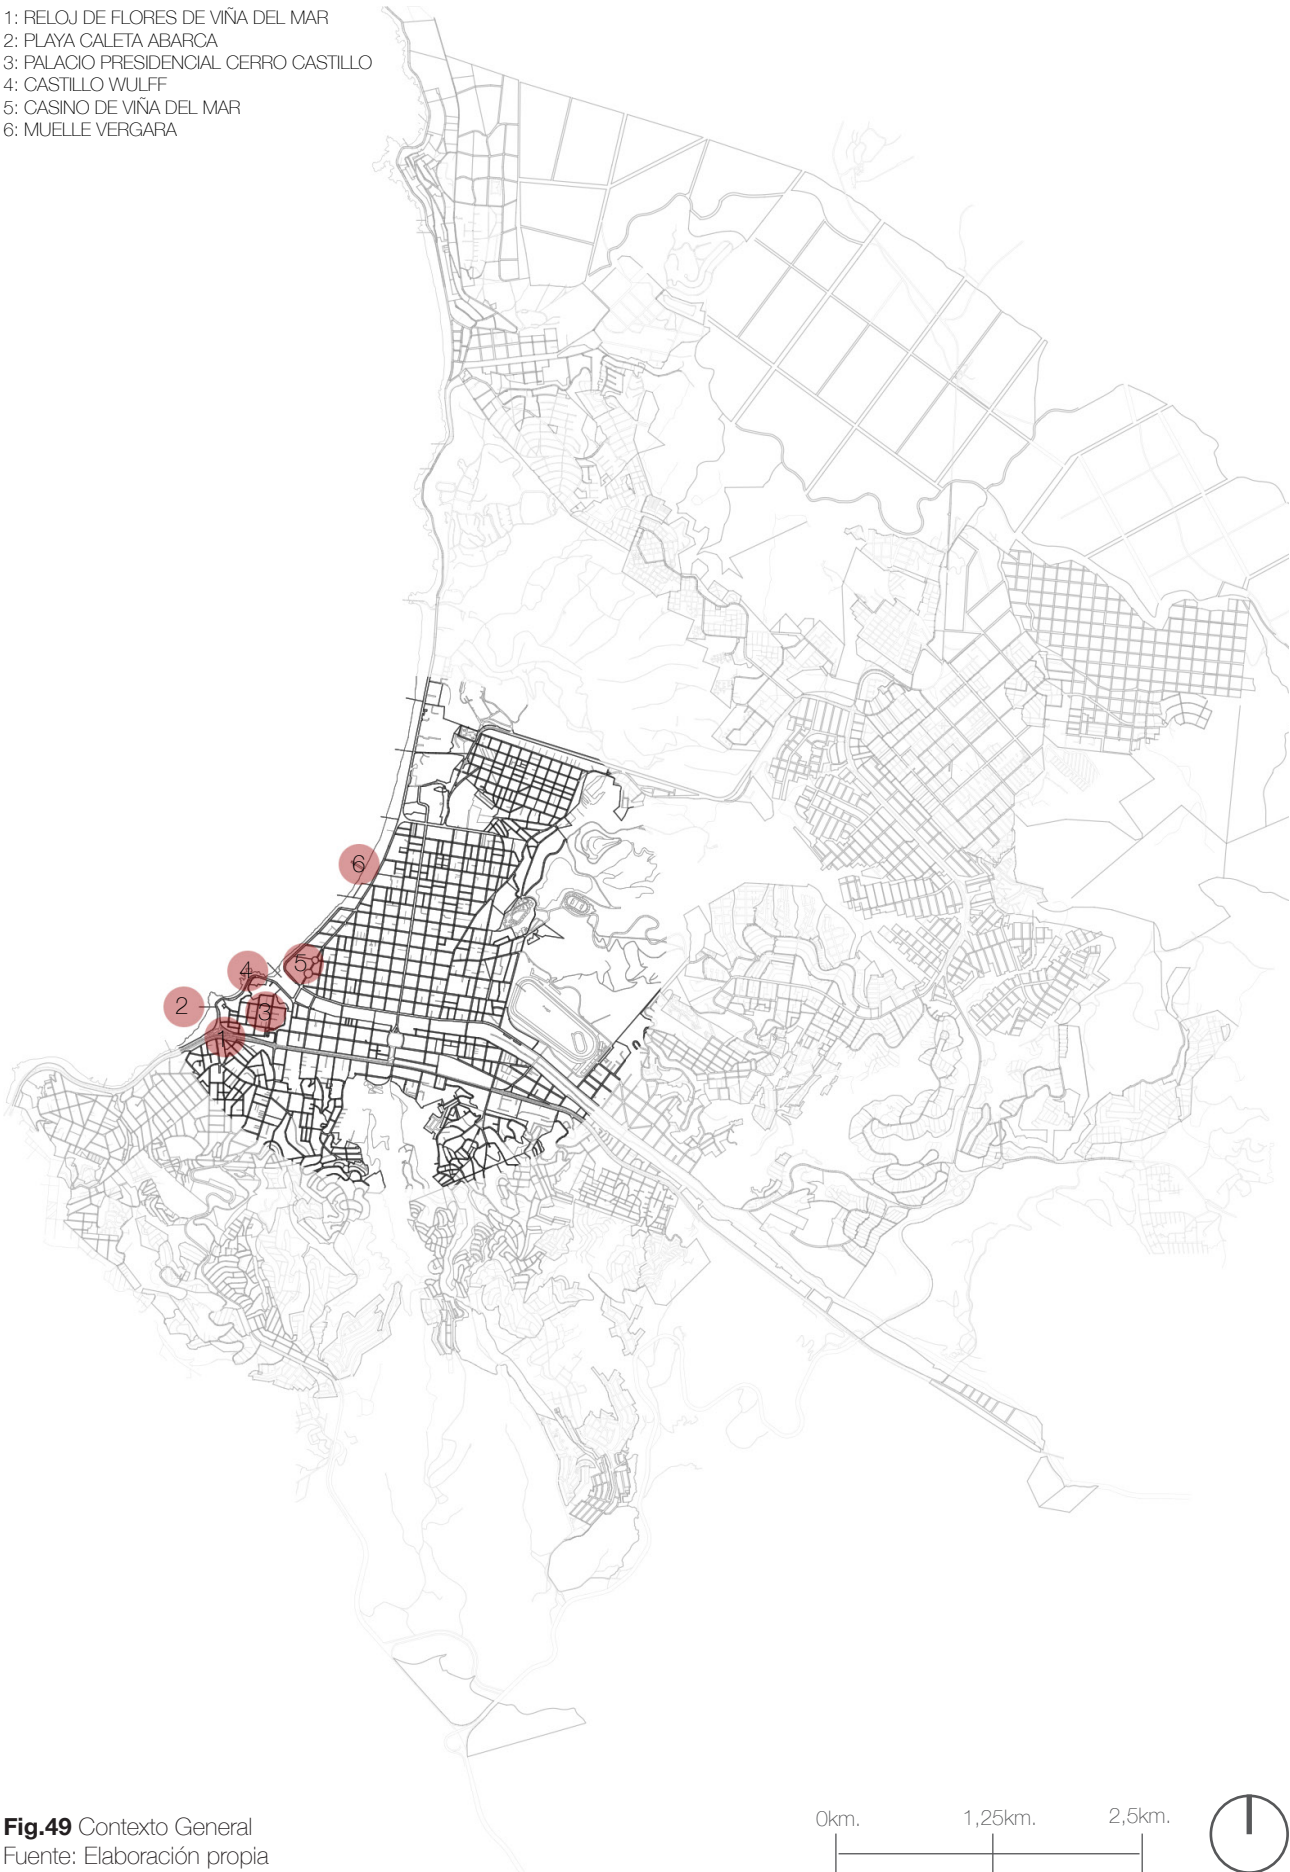 1: RELOJ DE FLORES DE VIÑA DEL MAR
2: PLAYA CALETA ABARCA
3: PALACIO PRESIDENCIAL CERRO CASTILLO
4: CASTILLO WULFF
5: CASINO DE VIÑA DEL MAR
6: MUELLE VERGARA
6
5
4
2
3
1
Fig.49 Contexto General
Fuente: Elaboración propia
0km. 1,25km. 2,5km.